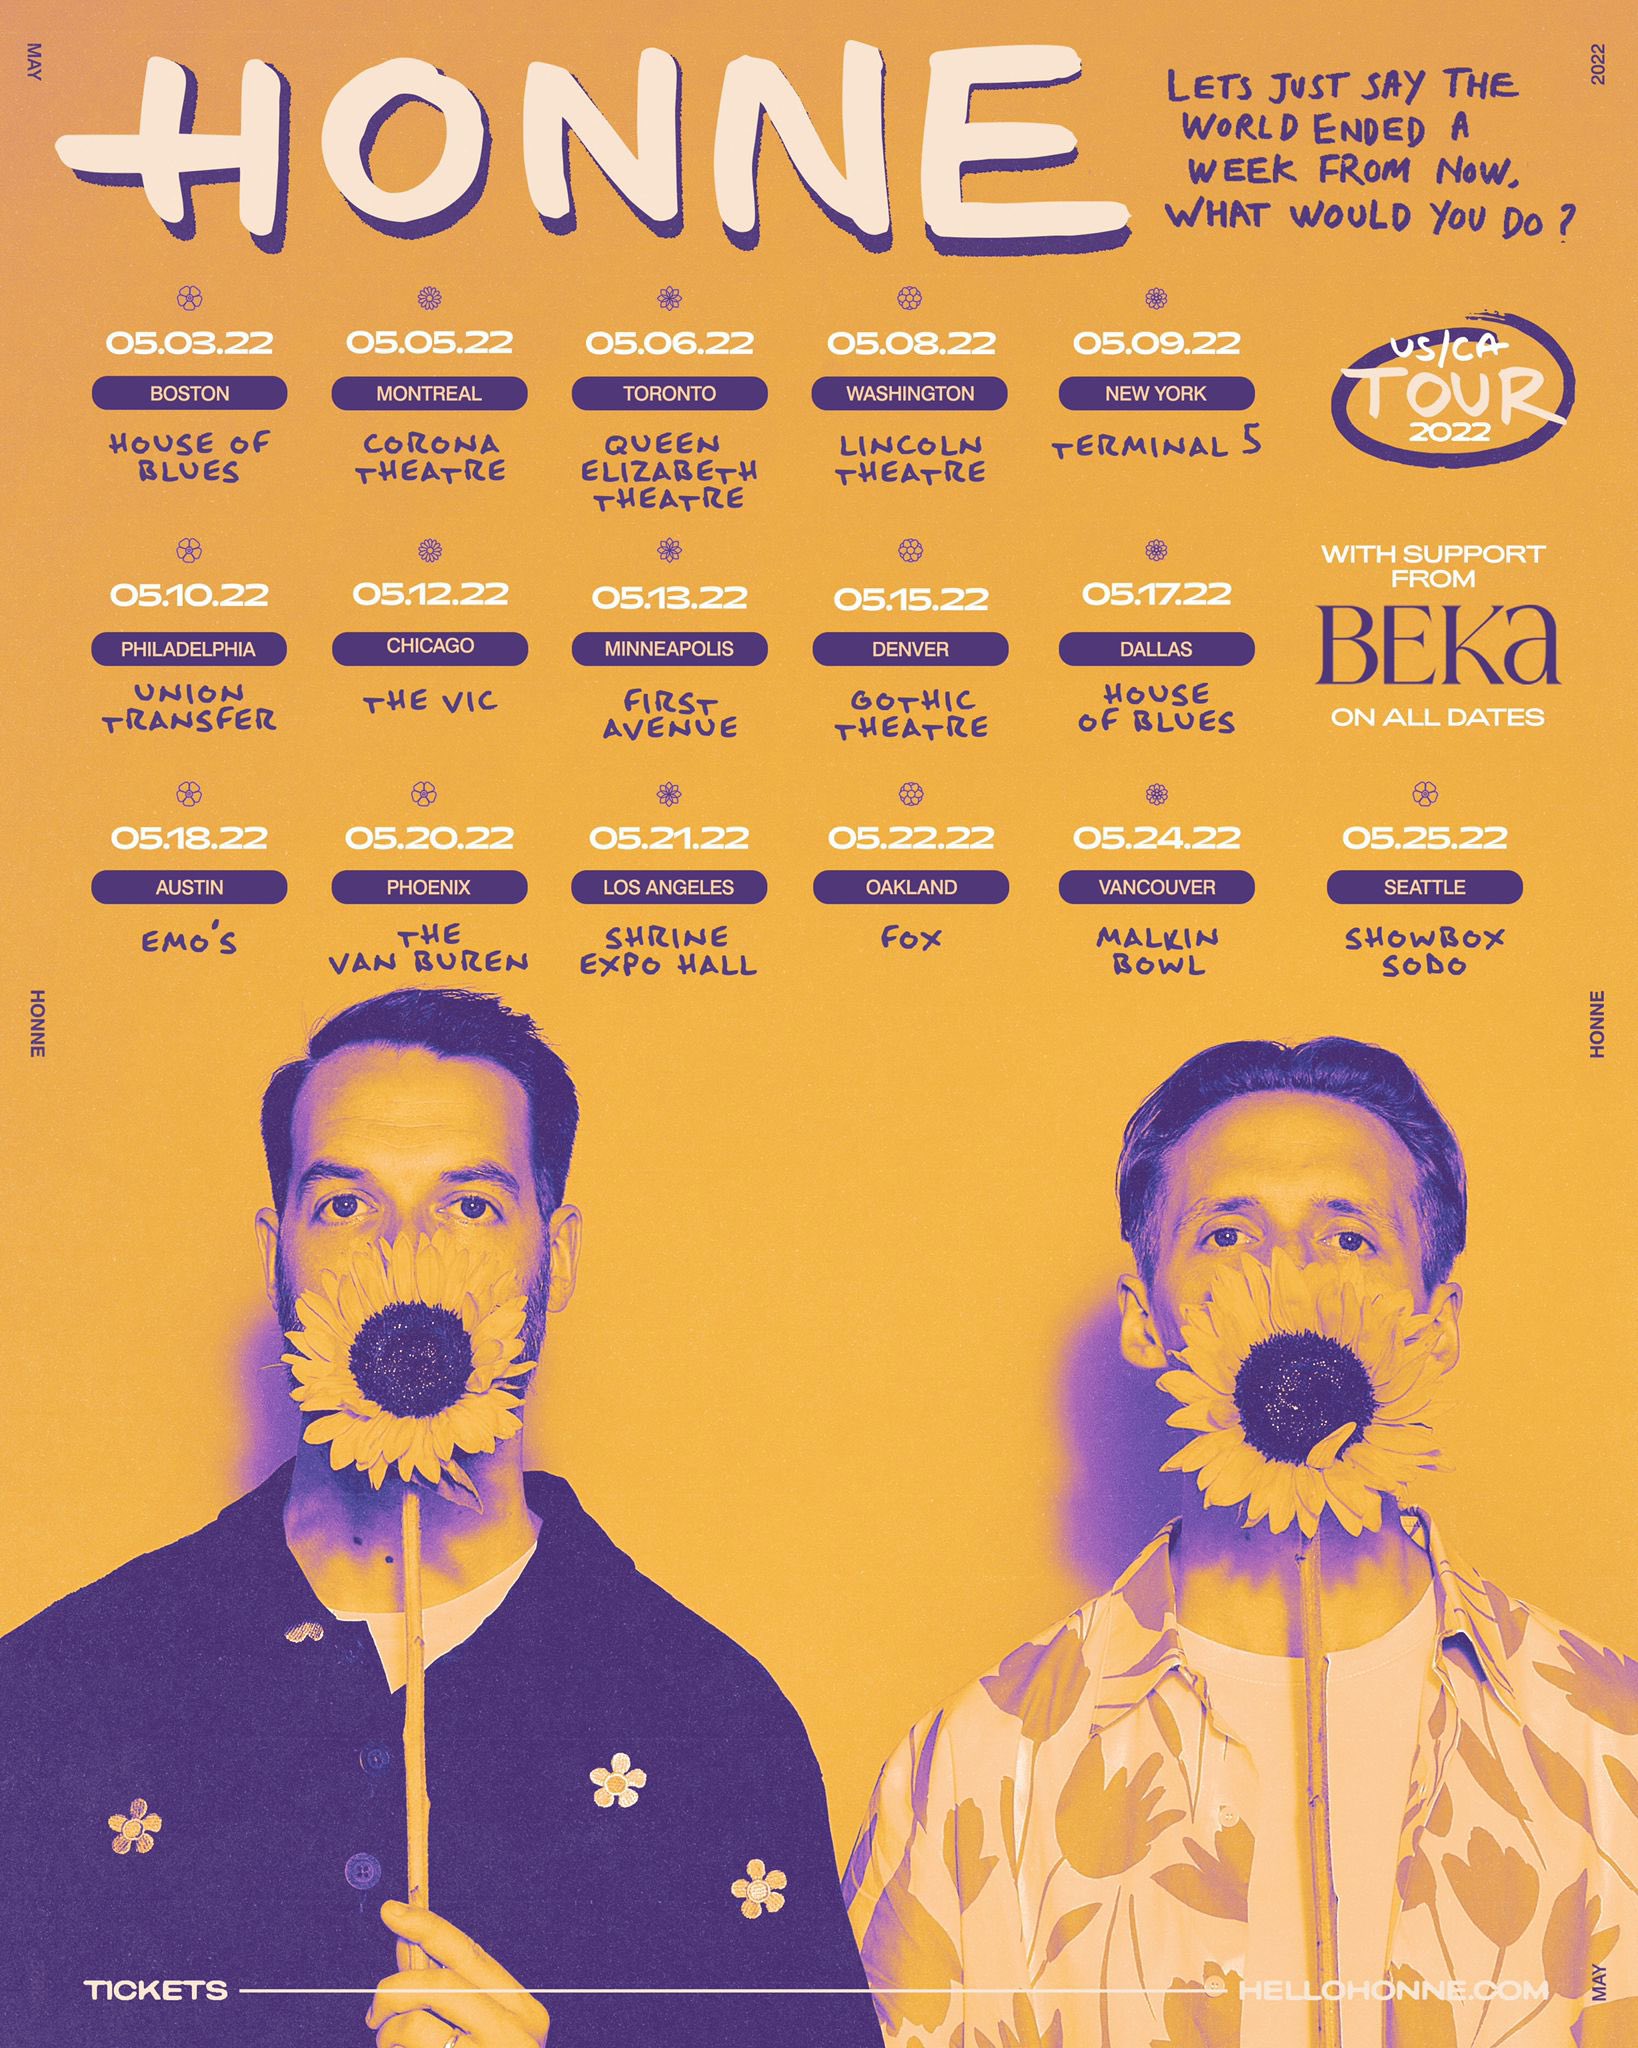 MAY
HONNE
2022
LETS JUST SAY THE
WORLD ENDED A
WEEK FROM NOW,
WHAT WOULD YOU DO?
05.03.22
BOSTON
HOUSE OF
BLUES
05.05.22
MONTREAL
CORONA
THEATRE
05.06.22
TORONTO
QUEEN
ELIZABETH
THEATRE
05.08.22
WASHINGTON
LINCOLN
THEATRE
05.09.22
NEW YORK
TERMINAL 5
US/CA
TOUR
2022
05.10.22
PHILADELPHIA
UNION
TRANSFER
05.12.22
CHICAGO
THE VIC
05.13.22
MINNEAPOLIS
FIRST
AVENUE
05.15.22
DENVER
GOTHIC
THEATRE
05.17.22
DALLAS
HOUSE
OF BLUES
WITH SUPPORT
FROM
BEKA
ON ALL DATES
05.18.22
AUSTIN
EMO'S
05.20.22
PHOENIX
THE
VAN BUREN
05.21.22
LOS ANGELES
SHRINE
EXPO HALL
05.22.22
OAKLAND
FOX
05.24.22
VANCOUVER
MALKIN
BOWL
05.25.22
SEATTLE
SHOWBOX
SODO
HONNE
HONNE
TICKETS
HELLOHONNE.COM
MAY